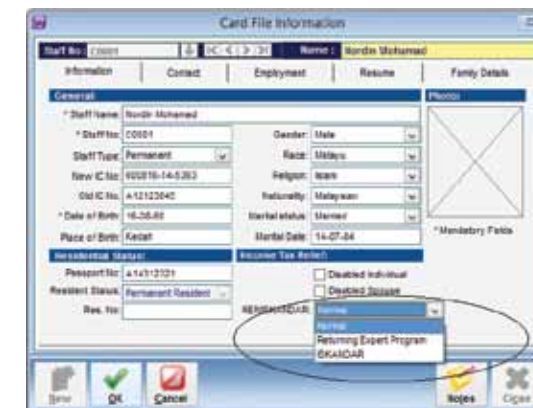 Card File Information
Staff No: C0001 Name : Nordin Mohamad
Information Contact Employment Resume Family Details
General Photo:
* Staff Name: Nordin Mohamad
* Staff No: C0001 Gender: Male
Staff Type: Permanent Race: Melayu
New IC No: Religion: Islam
Old IC No: A12123645 Nationality: Malaysian
* Date of Birth: Marital status: Married
Place of Birth: Kedah Marital Date: 14-07-84
* Mandatory Fields
Residential Status: Income Tax Relief:
Passport No: Disabled Individual
Resident Status: Permanent Resident Disabled Spouse
Res. No: Normal
Normal
Returning Expert Program
ISKANDAR
New OK Cancel Notes Close